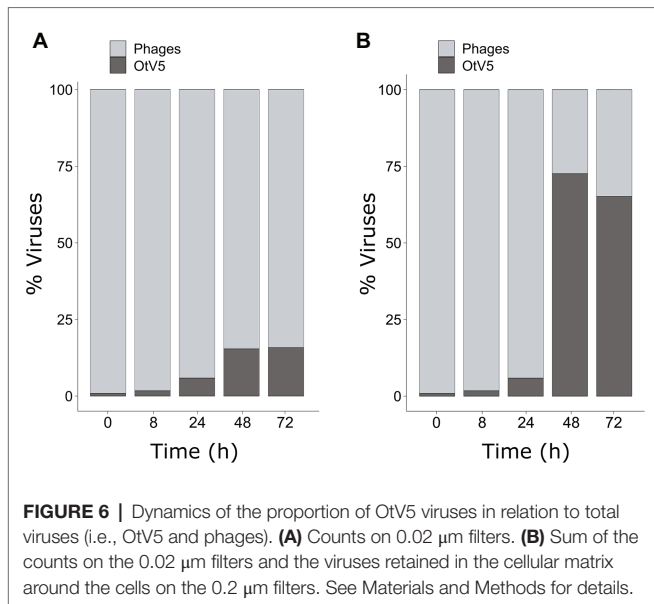 A
Phages
OtV5
100
75
50
25
0
% Viruses
0 8 24 48 72
Time (h)
B
Phages
OtV5
100
75
50
25
0
% Viruses
0 8 24 48 72
Time (h)
FIGURE 6 | Dynamics of the proportion of OtV5 viruses in relation to total
viruses (i.e., OtV5 and phages). (A) Counts on 0.02 μm filters. (B) Sum of the
counts on the 0.02 μm filters and the viruses retained in the cellular matrix
around the cells on the 0.2 μm filters. See Materials and Methods for details.